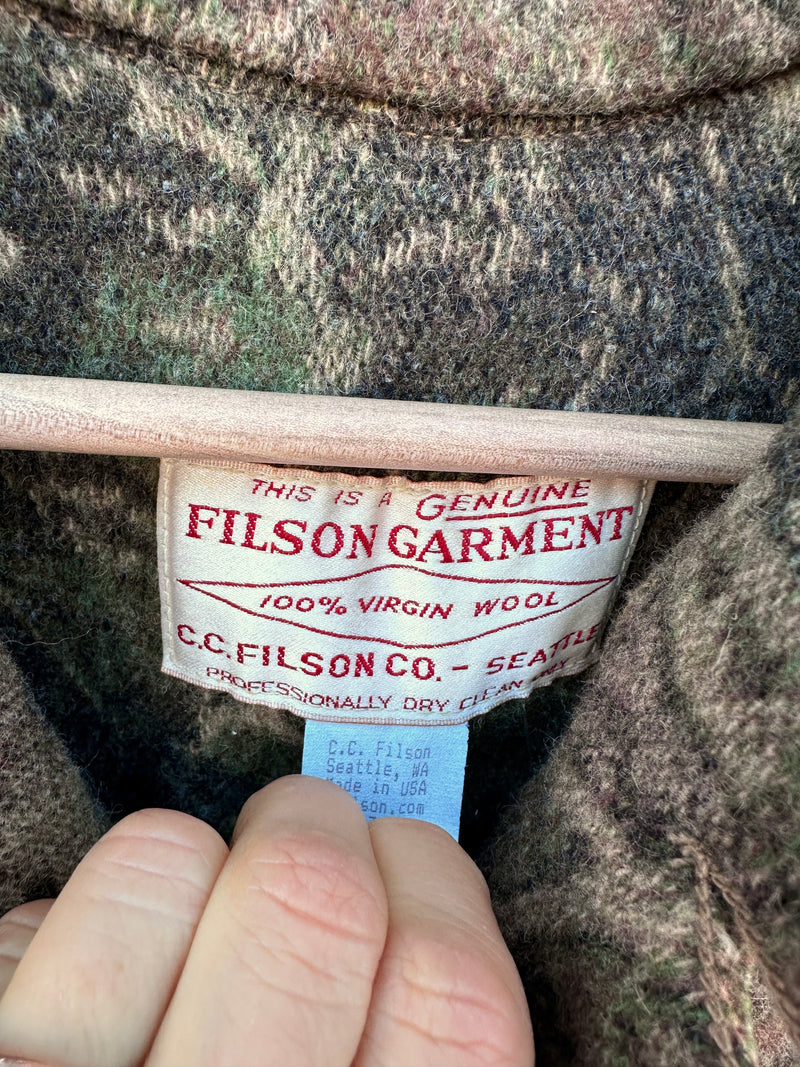 THIS IS A GENUINE
FILSON GARMENT
100% VIRGIN WOOL
C.C. FILSON CO. - SEATTLE
PROFESSIONALLY DRY CLEAN ONLY
C.C. Filson
Seattle, WA
Made in USA